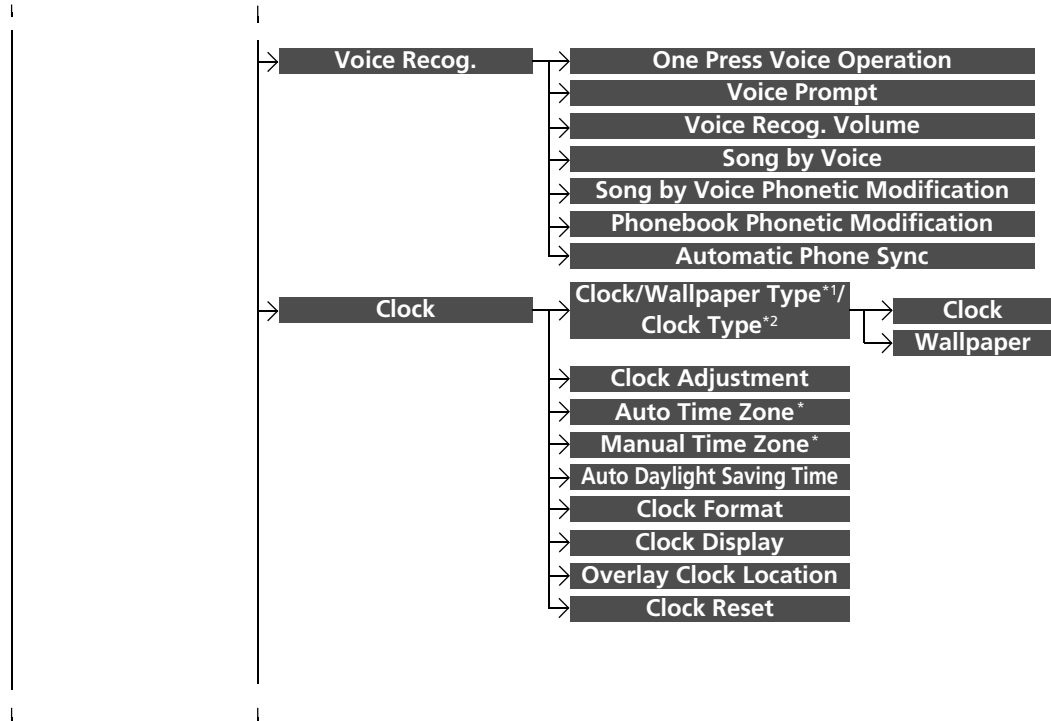 Voice Recog.
One Press Voice Operation
Voice Prompt
Voice Recog. Volume
Song by Voice
Song by Voice Phonetic Modification
Phonebook Phonetic Modification
Automatic Phone Sync
Clock
Clock/Wallpaper Type*1/
Clock Type*2
Clock
Wallpaper
Clock Adjustment
Auto Time Zone*
Manual Time Zone*
Auto Daylight Saving Time
Clock Format
Clock Display
Overlay Clock Location
Clock Reset